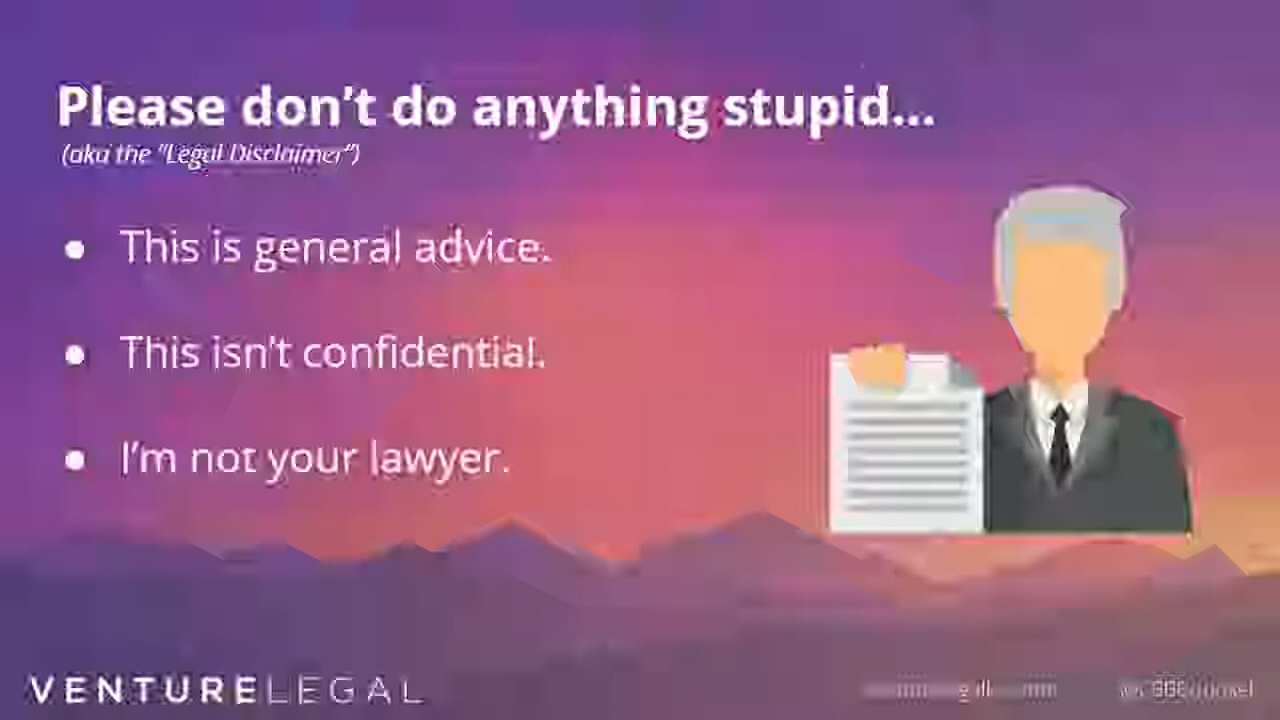 Please don't do anything stupid...
(aka the "Legal Disclaimer")
● This is general advice.
● This isn't confidential.
● I'm not your lawyer.
VENTURELEGAL